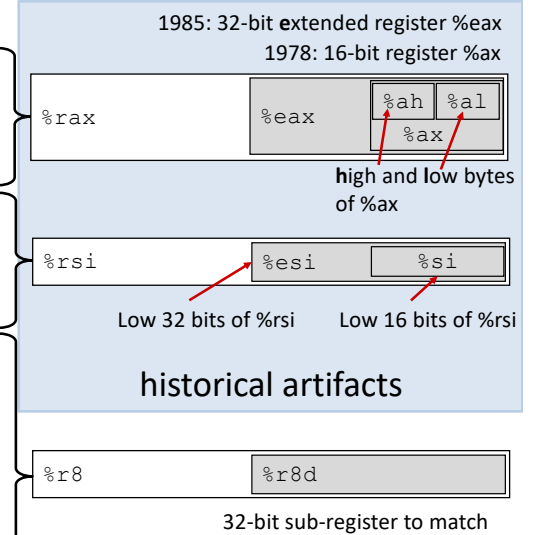 1985: 32-bit extended register %eax
1978: 16-bit register %ax
%rax %eax %ah %al
%ax
high and low bytes
of %ax
%rsi %esi %si
Low 32 bits of %rsi Low 16 bits of %rsi
historical artifacts
%r8 %r8d
32-bit sub-register to match